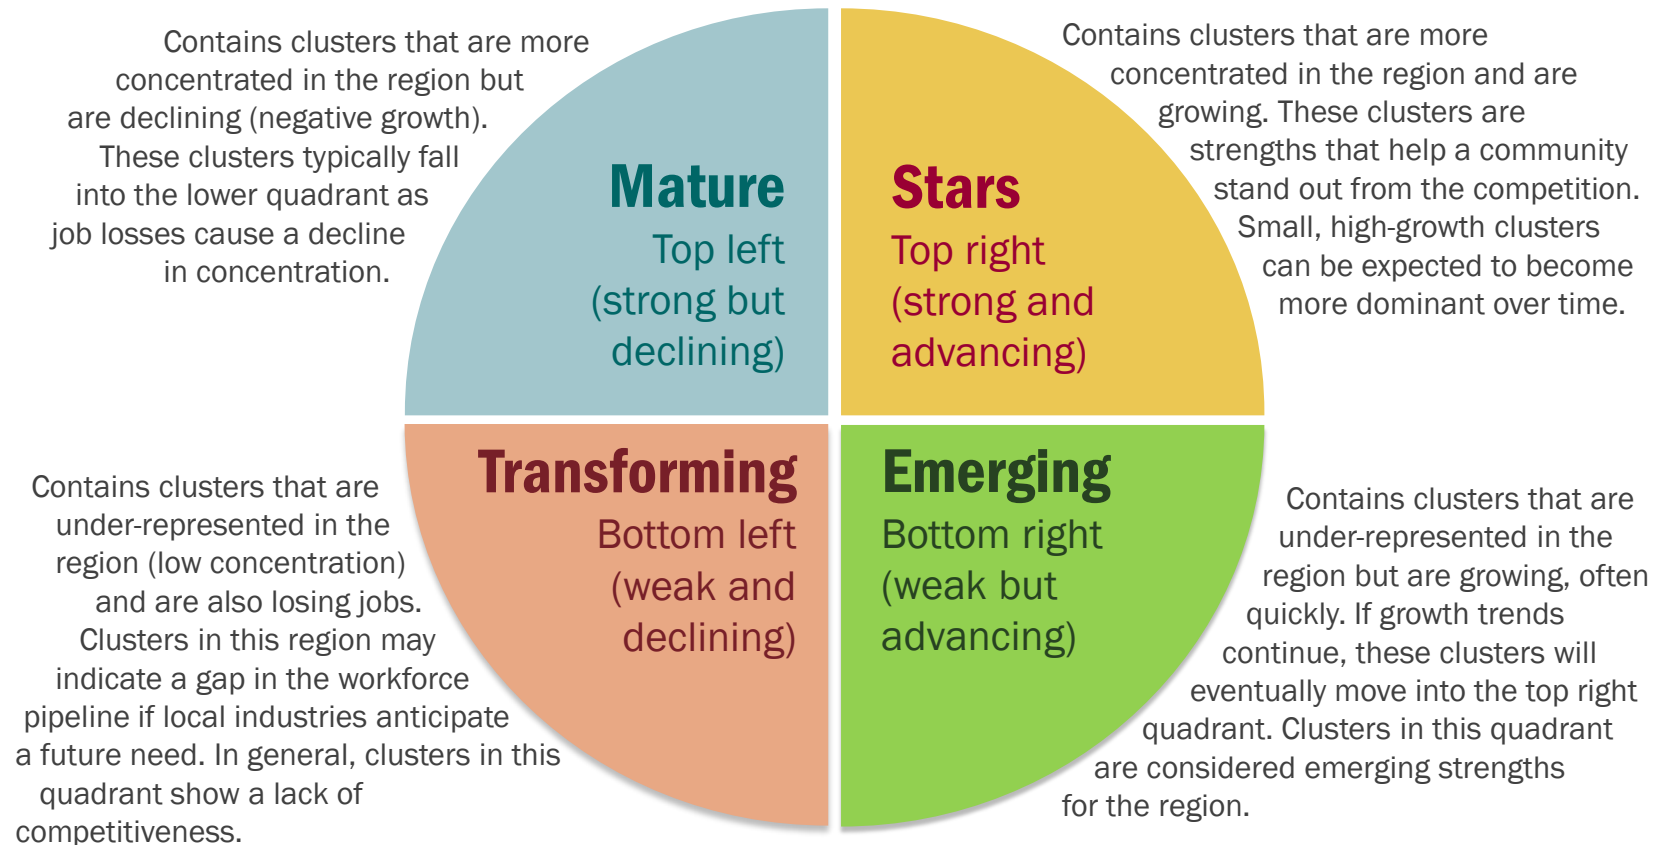 Contains clusters that are more
concentrated in the region but
are declining (negative growth).
These clusters typically fall
into the lower quadrant as
job losses cause a decline
in concentration.
Mature
Top left
(strong but
declining)
Stars
Top right
(strong and
advancing)
Contains clusters that are more
concentrated in the region and are
growing. These clusters are
strengths that help a community
stand out from the competition.
Small, high-growth clusters
can be expected to become
more dominant over time.
Contains clusters that are
under-represented in the
region (low concentration)
and are also losing jobs.
Clusters in this region may
indicate a gap in the workforce
pipeline if local industries anticipate
a future need. In general, clusters in this
quadrant show a lack of
competitiveness.
Transforming
Bottom left
(weak and
declining)
Emerging
Bottom right
(weak but
advancing)
Contains clusters that are
under-represented in the
region but are growing, often
quickly. If growth trends
continue, these clusters will
eventually move into the top right
quadrant. Clusters in this quadrant
are considered emerging strengths
for the region.